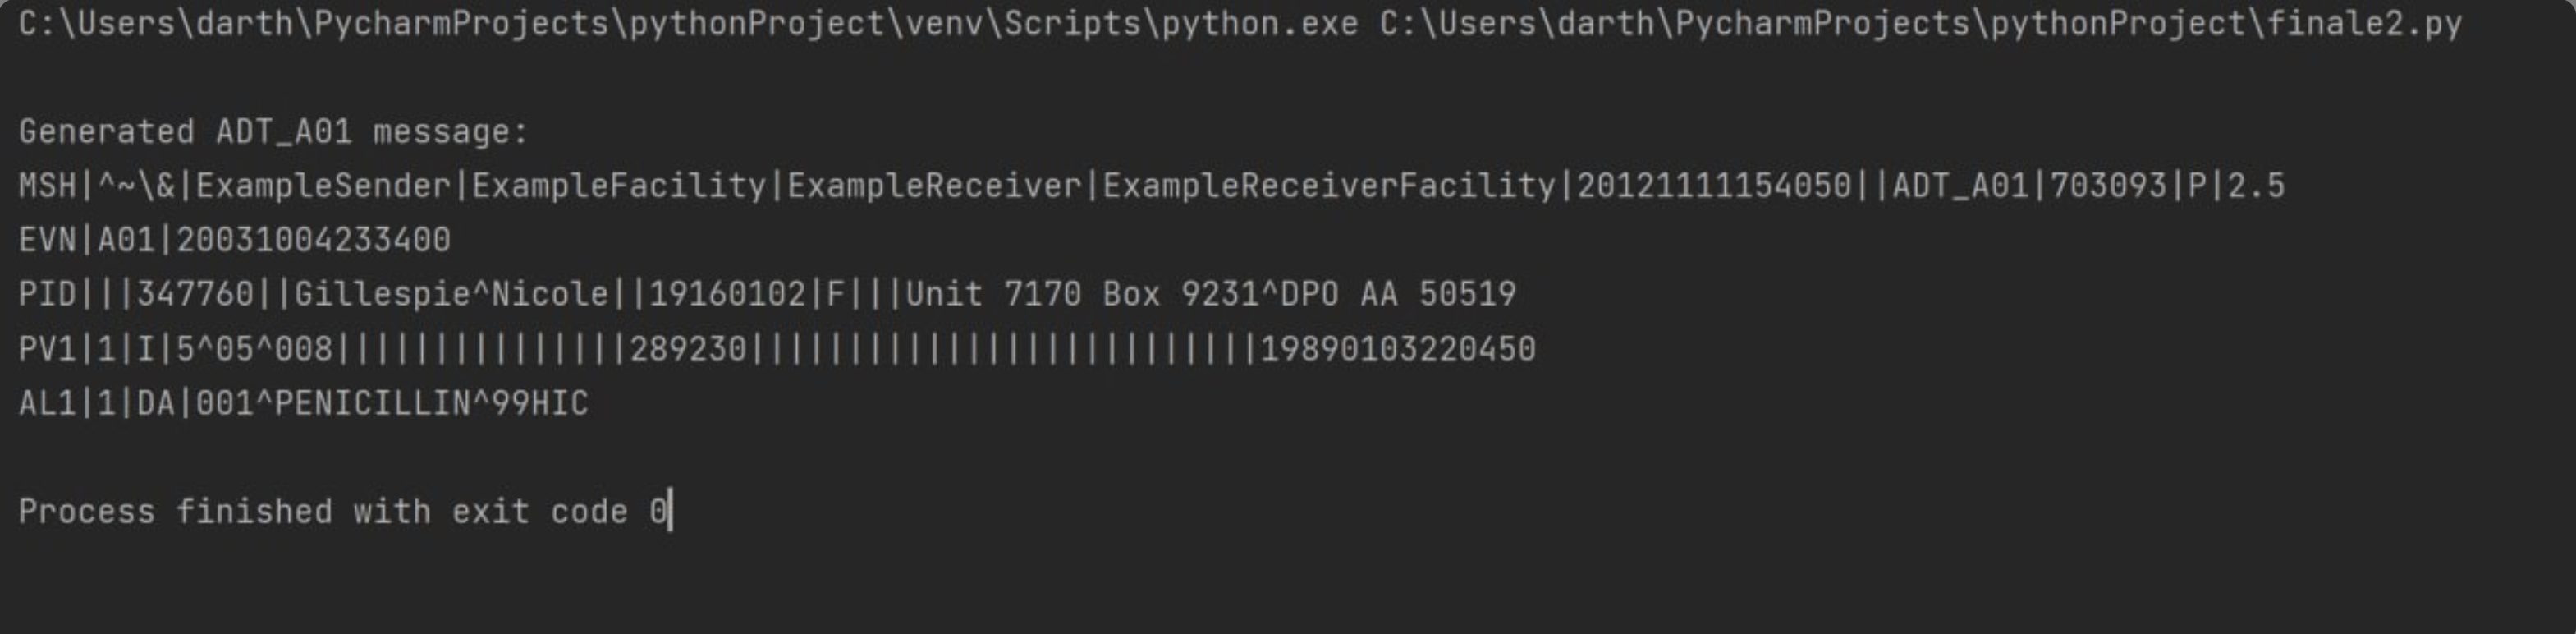 C:\Users\darth\PycharmProjects\pythonProject\venv\Scripts\python.exe C:\Users\darth\PycharmProjects\pythonProject\finale2.py
Generated ADT_A01 message:
MSH|^~\&|ExampleSender|ExampleFacility|ExampleReceiver|ExampleReceiverFacility|20121111154050||ADT_A01|703093|P|2.5
EVN|A01|20031004233400
PID|||347760||Gillespie^Nicole||19160102|F|||Unit 7170 Box 9231^DPO AA 50519
PV1|1|I|5^05^008|||||||||||||||289230||||||||||||||||||||||||||19890103220450
AL1|1|DA|001^PENICILLIN^99HIC
Process finished with exit code 0